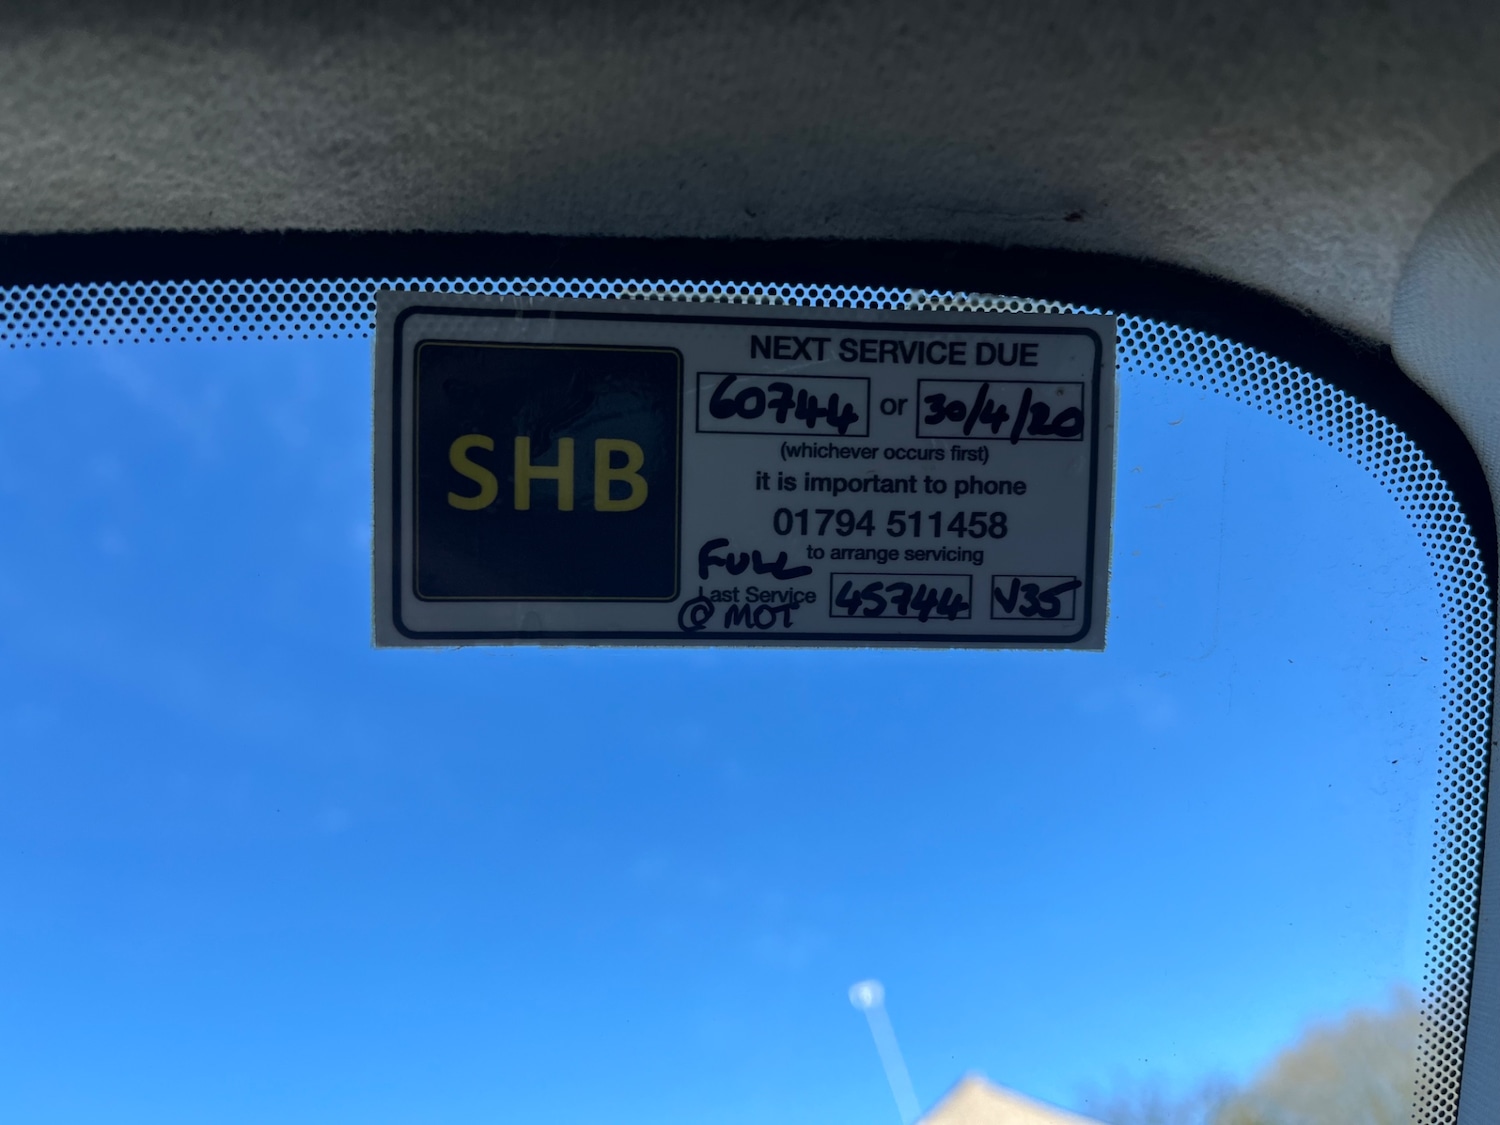 SHB
NEXT SERVICE DUE
60744 or 30/4/20
(whichever occurs first)
it is important to phone
01794 511458
to arrange servicing
FULL
Last Service 45744 V35
@ MOT